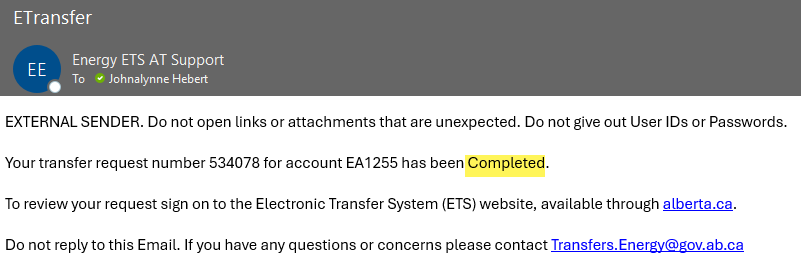 ETransfer
EE
Energy ETS AT Support
To Johnalynne Hebert
EXTERNAL SENDER. Do not open links or attachments that are unexpected. Do not give out User IDs or Passwords.
Your transfer request number 534078 for account EA1255 has been Completed.
To review your request sign on to the Electronic Transfer System (ETS) website, available through alberta.ca.
Do not reply to this Email. If you have any questions or concerns please contact Transfers.Energy@gov.ab.ca